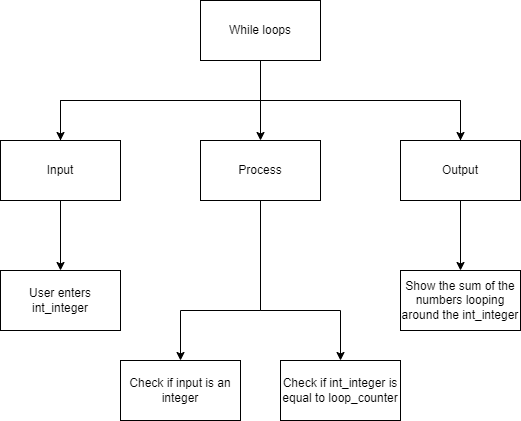 While loops
Input
Process
Output
User enters
int_integer
Show the sum of the
numbers looping
around the int_integer
Check if input is an
integer
Check if int_integer is
equal to loop_counter